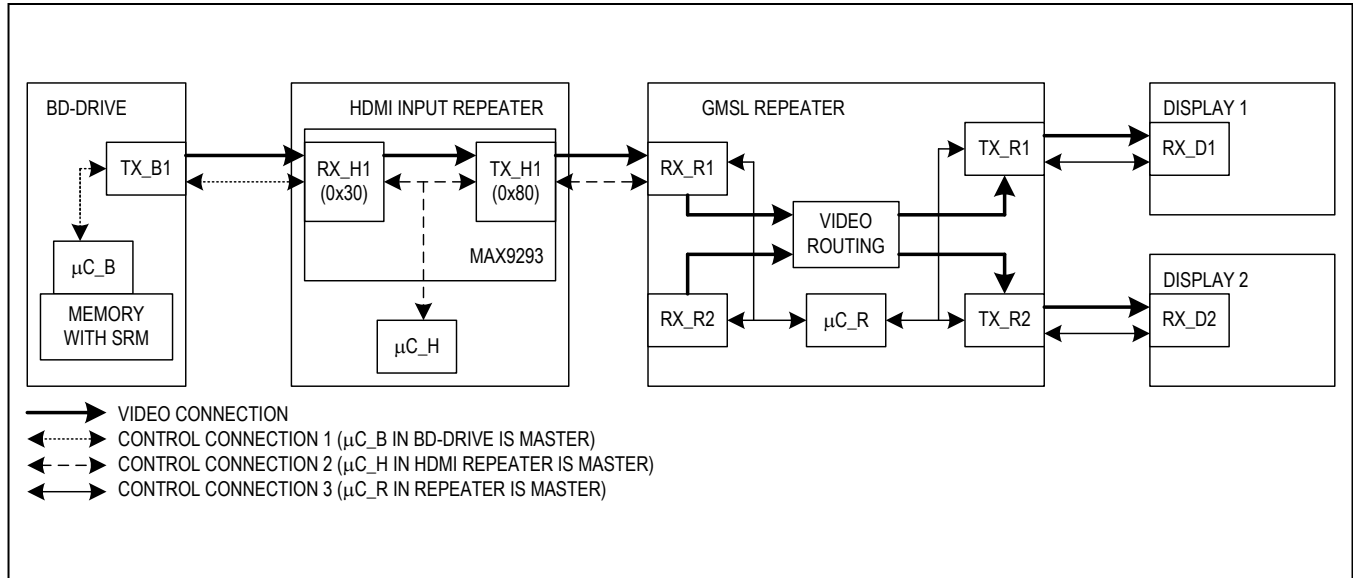 BD-DRIVE
TX_B1
μC_B
MEMORY
WITH SRM
HDMI INPUT REPEATER
RX_H1
(0x30)
TX_H1
(0x80)
MAX9293
μC_H
GMSL REPEATER
RX_R1
RX_R2
VIDEO
ROUTING
μC_R
TX_R1
TX_R2
DISPLAY 1
RX_D1
DISPLAY 2
RX_D2
VIDEO CONNECTION
CONTROL CONNECTION 1 (μC_B IN BD-DRIVE IS MASTER)
CONTROL CONNECTION 2 (μC_H IN HDMI REPEATER IS MASTER)
CONTROL CONNECTION 3 (μC_R IN REPEATER IS MASTER)